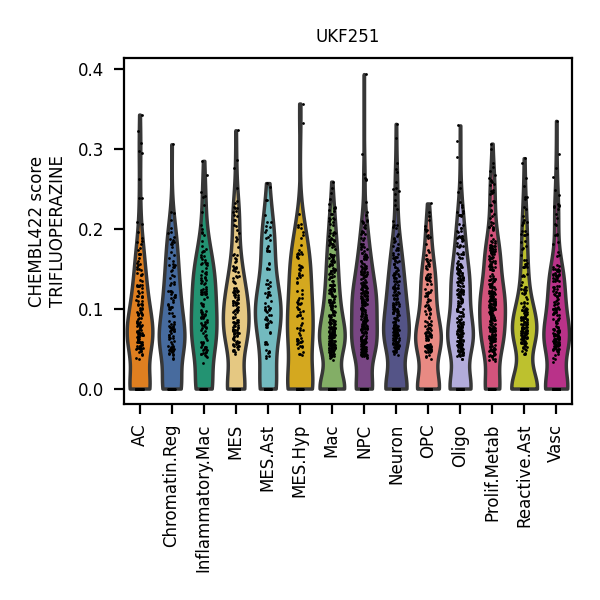 UKF251
CHEMBL422 score
TRIFLUOPERAZINE
0.4
0.3
0.2
0.1
0.0
AC
Chromatin.Reg
Inflammatory.Mac
MES
MES.Ast
MES.Hyp
Mac
NPC
Neuron
OPC
Oligo
Prolif.Metab
Reactive.Ast
Vasc